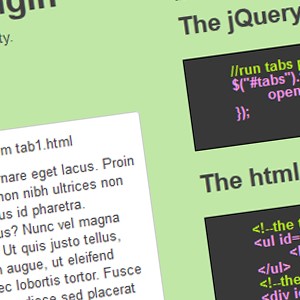 ty.
m tab1.html
nare eget lacus. Proin
non nibh ultrices non
us id pharetra.
us? Nunc vel magna
Ut quis justo tellus,
augue, ut eleifend
ec lobortis tortor. Fusce
sed placerat
The jQuery
//run tabs
$("#tabs").
open
});
The html
<!--the
<ul id=
</ul>
<!--the
<div